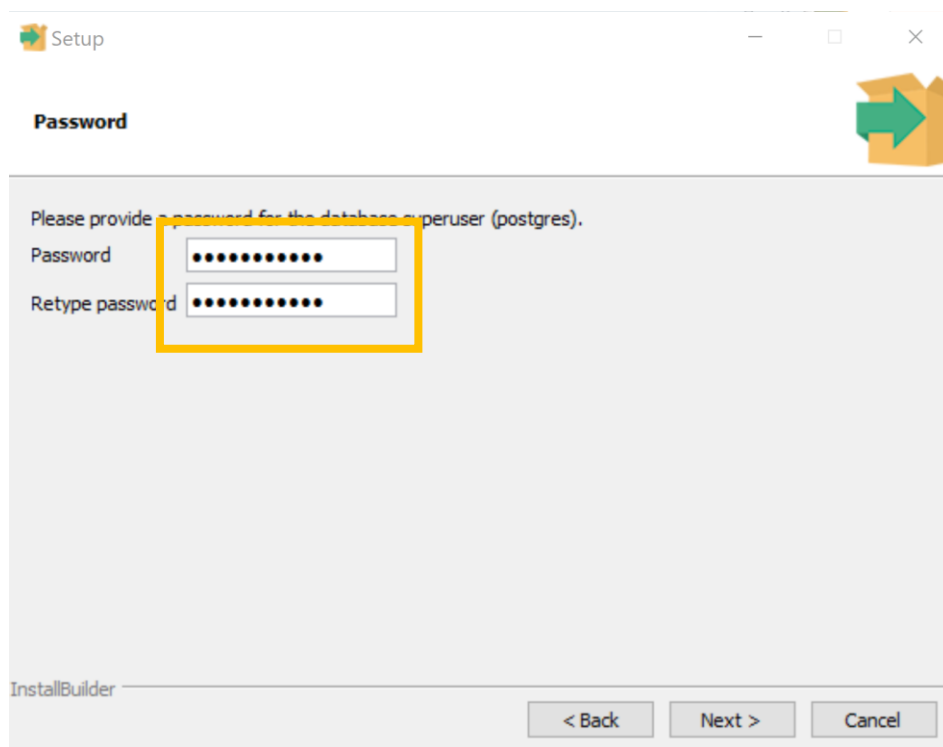 Setup
Password
Please provide a password for the database superuser (postgres).
Password ●●●●●●●●●●●
Retype password ●●●●●●●●●●●
InstallBuilder
< Back Next > Cancel